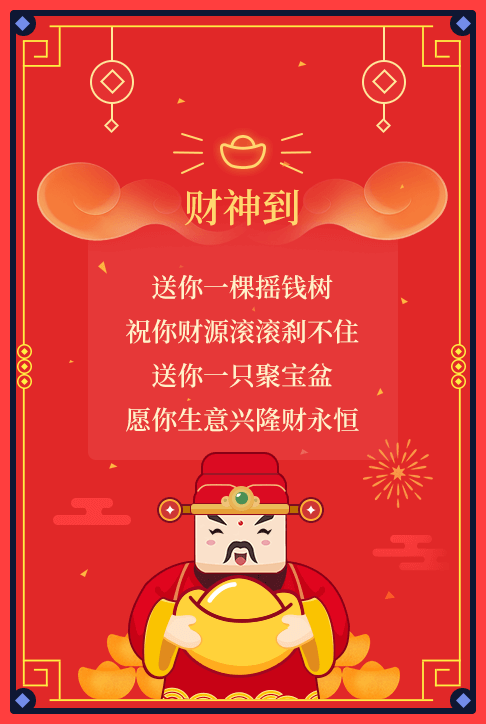 财神到
送你一棵摇钱树
祝你财源滚滚刹不住
送你一只聚宝盆
愿你生意兴隆财永恒